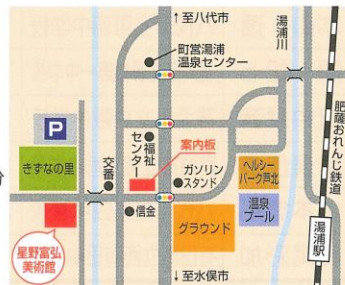 ↑至八代市
湯浦川
町営湯浦
温泉センター
肥薩おれんじ鉄道
P
きずなの里
交番
福祉
センター
案内板
ガソリン
スタンド
ヘルシー
パーク芦北
温泉
プール
信金
グラウンド
湯浦駅
星野富弘
美術館
↓至水俣市
分